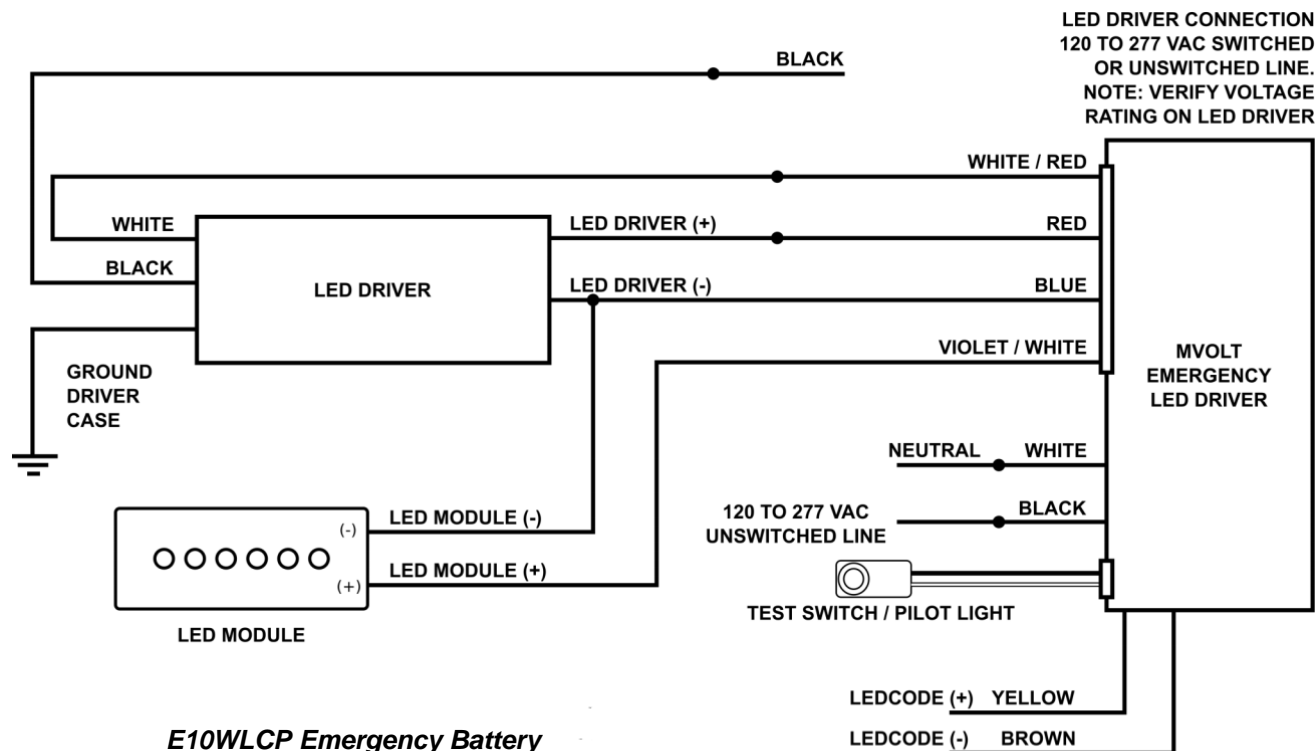 LED DRIVER CONNECTION
120 TO 277 VAC SWITCHED
OR UNSWITCHED LINE.
NOTE: VERIFY VOLTAGE
RATING ON LED DRIVER
BLACK
WHITE / RED
WHITE
LED DRIVER (+)
RED
BLACK
LED DRIVER
LED DRIVER (-)
BLUE
VIOLET / WHITE
MVOLT
EMERGENCY
LED DRIVER
GROUND
DRIVER
CASE
NEUTRAL
WHITE
120 TO 277 VAC
UNSWITCHED LINE
BLACK
(-)
LED MODULE (-)
(+)
LED MODULE (+)
TEST SWITCH / PILOT LIGHT
LED MODULE
LEDCODE (+) YELLOW
LEDCODE (-) BROWN
E10WLCP Emergency Battery